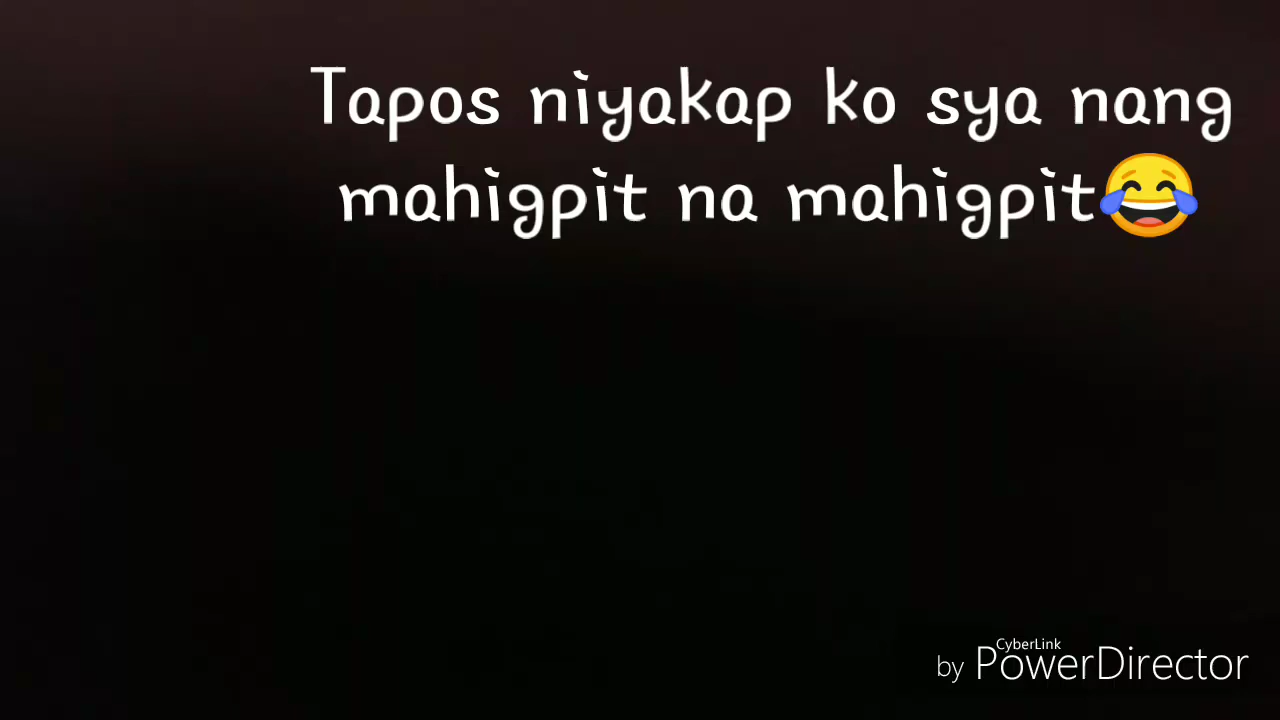 Tapos niyakap ko sya nang
mahigpit na mahigpit😂
by CyberLink PowerDirector